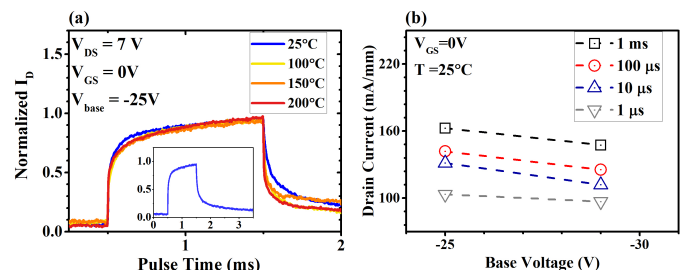 (a)
V_DS = 7 V
V_GS = 0V
V_base = -25V
25°C
100°C
150°C
200°C
Normalized I_D
1.5
1.0
0.5
0.0
1.0
0.5
0.0
0
1
2
3
1
2
Pulse Time (ms)
(b)
V_GS=0V
T =25°C
1 ms
100 µs
10 µs
1 µs
Drain Current (mA/mm)
220
160
100
-25
-30
Base Voltage (V)